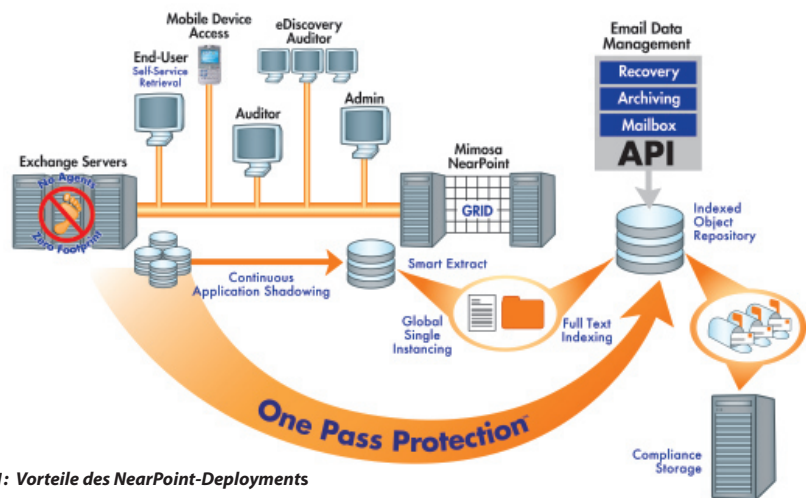 Mobile Device
Access
eDiscovery
Auditor
End-User
Self-Service
Retrieval
Auditor
Admin
Email Data
Management
Recovery
Archiving
Mailbox
API
Exchange Servers
No Agents
Zero Footprint
Mimosa
NearPoint
GRID
Indexed
Object
Repository
Continuous
Application Shadowing
Smart Extract
Global
Single
Instancing
Full Text
Indexing
One Pass Protection™
Compliance
Storage
: Vorteile des NearPoint-Deployments